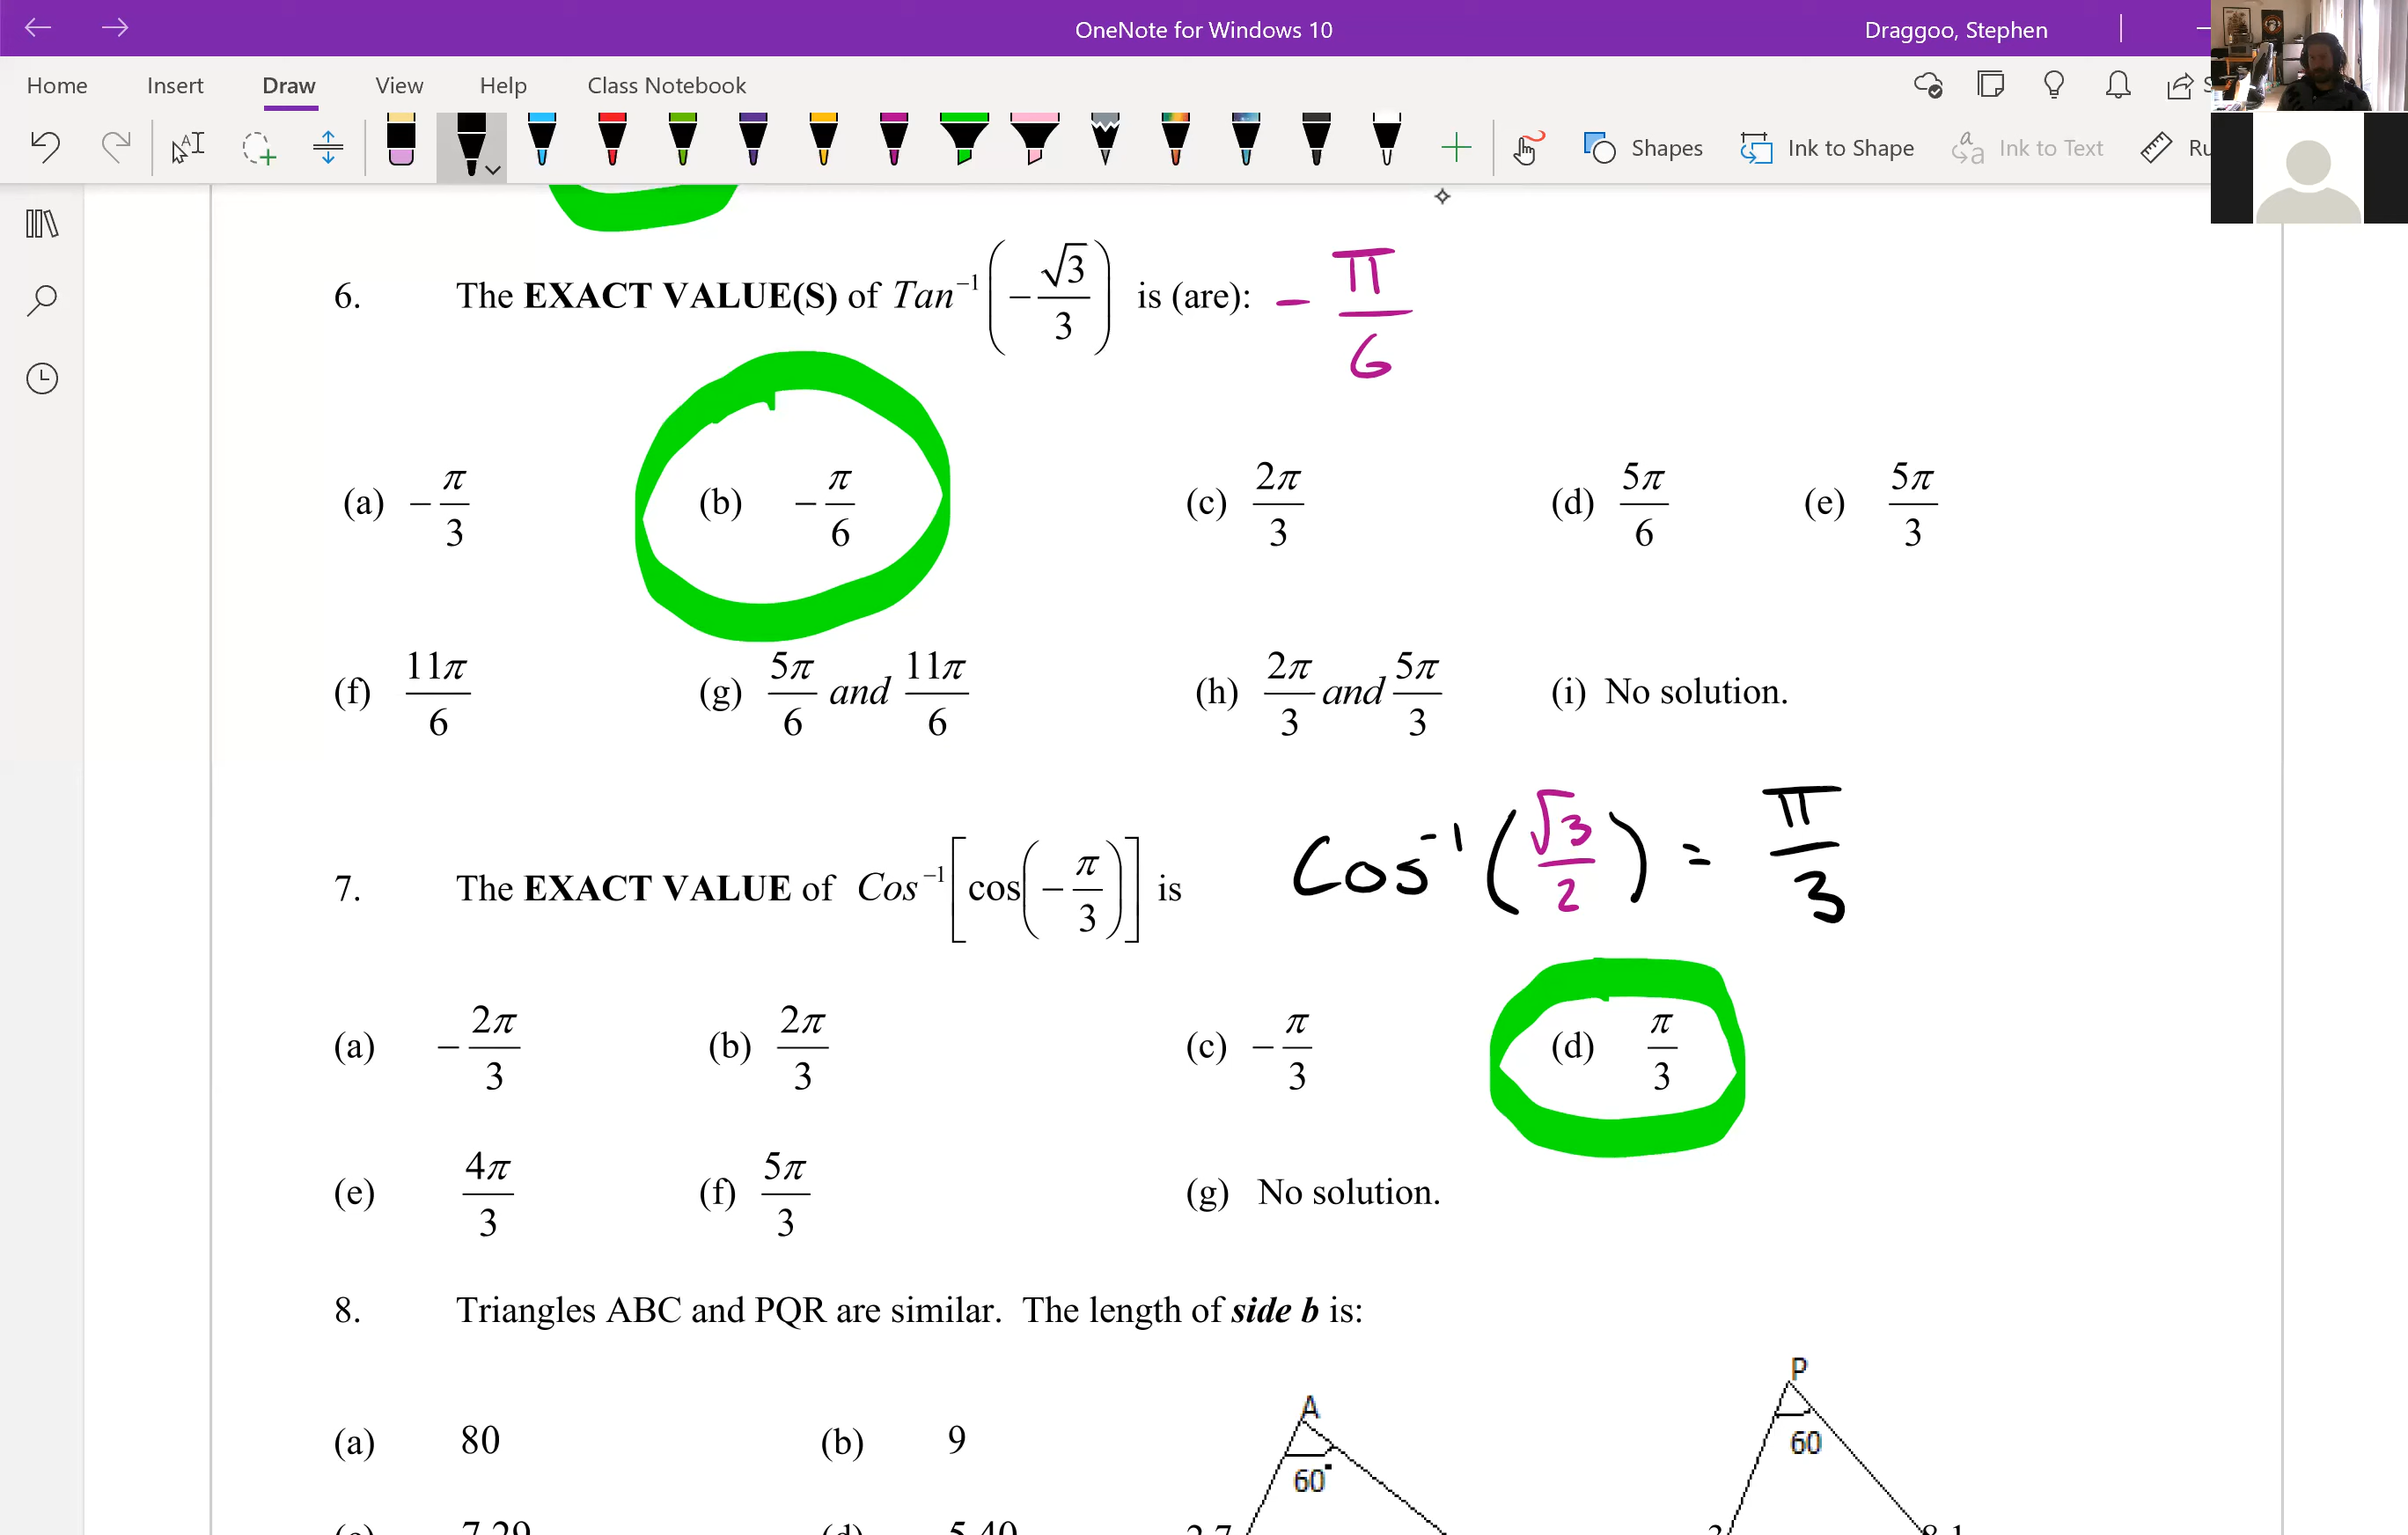 OneNote for Windows 10 Draggoo, Stephen
Home Insert Draw View Help Class Notebook
Shapes Ink to Shape Ink to Text
6. The EXACT VALUE(S) of Tan⁻¹(-√3/3) is (are): -π/6
(a) -π/3 (b) -π/6 (c) 2π/3 (d) 5π/6 (e) 5π/3
(f) 11π/6 (g) 5π/6 and 11π/6 (h) 2π/3 and 5π/3 (i) No solution.
7. The EXACT VALUE of Cos⁻¹[cos(-π/3)] is Cos⁻¹(√3/2) = π/3
(a) -2π/3 (b) 2π/3 (c) -π/3 (d) π/3
(e) 4π/3 (f) 5π/3 (g) No solution.
8. Triangles ABC and PQR are similar. The length of side b is:
P
A
(a) 80 (b) 9
60
60°